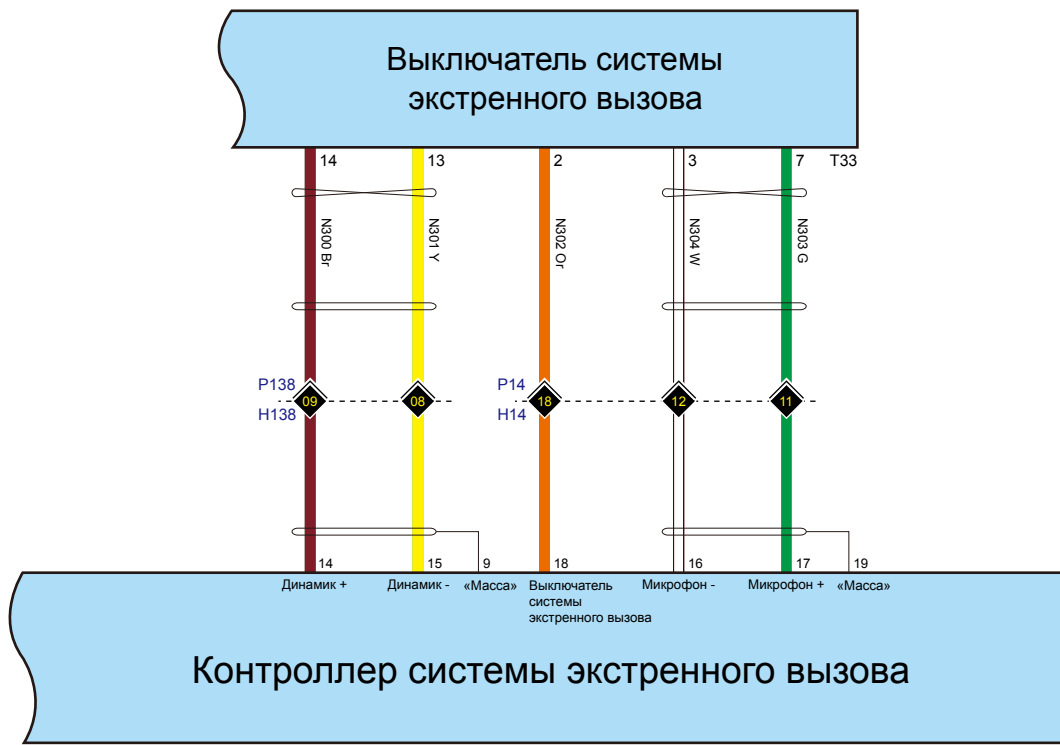 Выключатель системы
экстренного вызова
14 13 2 3 7 T33
N300 Br N301 Y N302 Or N304 W N303 G
P138 P14
09 08 18 12 11
H138 H14
14 15 9 18 16 17 19
Динамик + Динамик - «Масса» Выключатель Микрофон - Микрофон + «Масса»
системы
экстренного вызова
Контроллер системы экстренного вызова